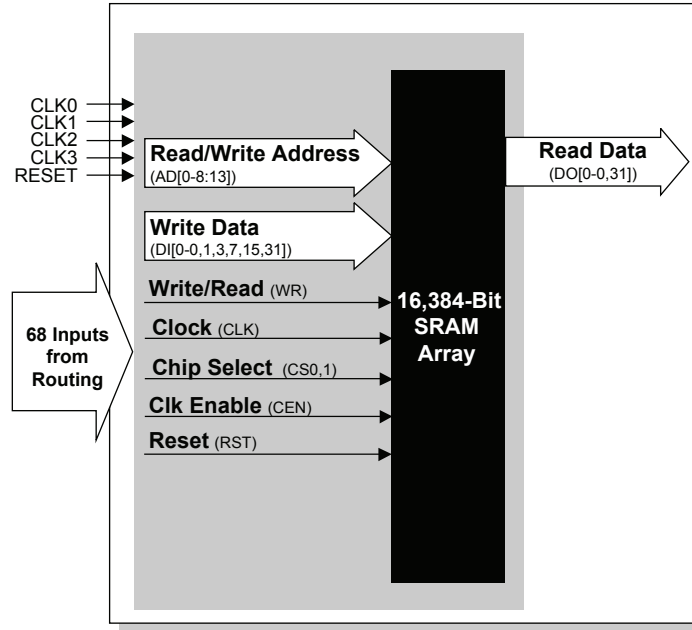 CLK0
CLK1
CLK2
CLK3
RESET
Read/Write Address
(AD[0-8:13])
Read Data
(DO[0-0,31])
Write Data
(DI[0-0,1,3,7,15,31])
Write/Read (WR)
Clock (CLK)
Chip Select (CS0,1)
Clk Enable (CEN)
Reset (RST)
68 Inputs
from
Routing
16,384-Bit
SRAM
Array